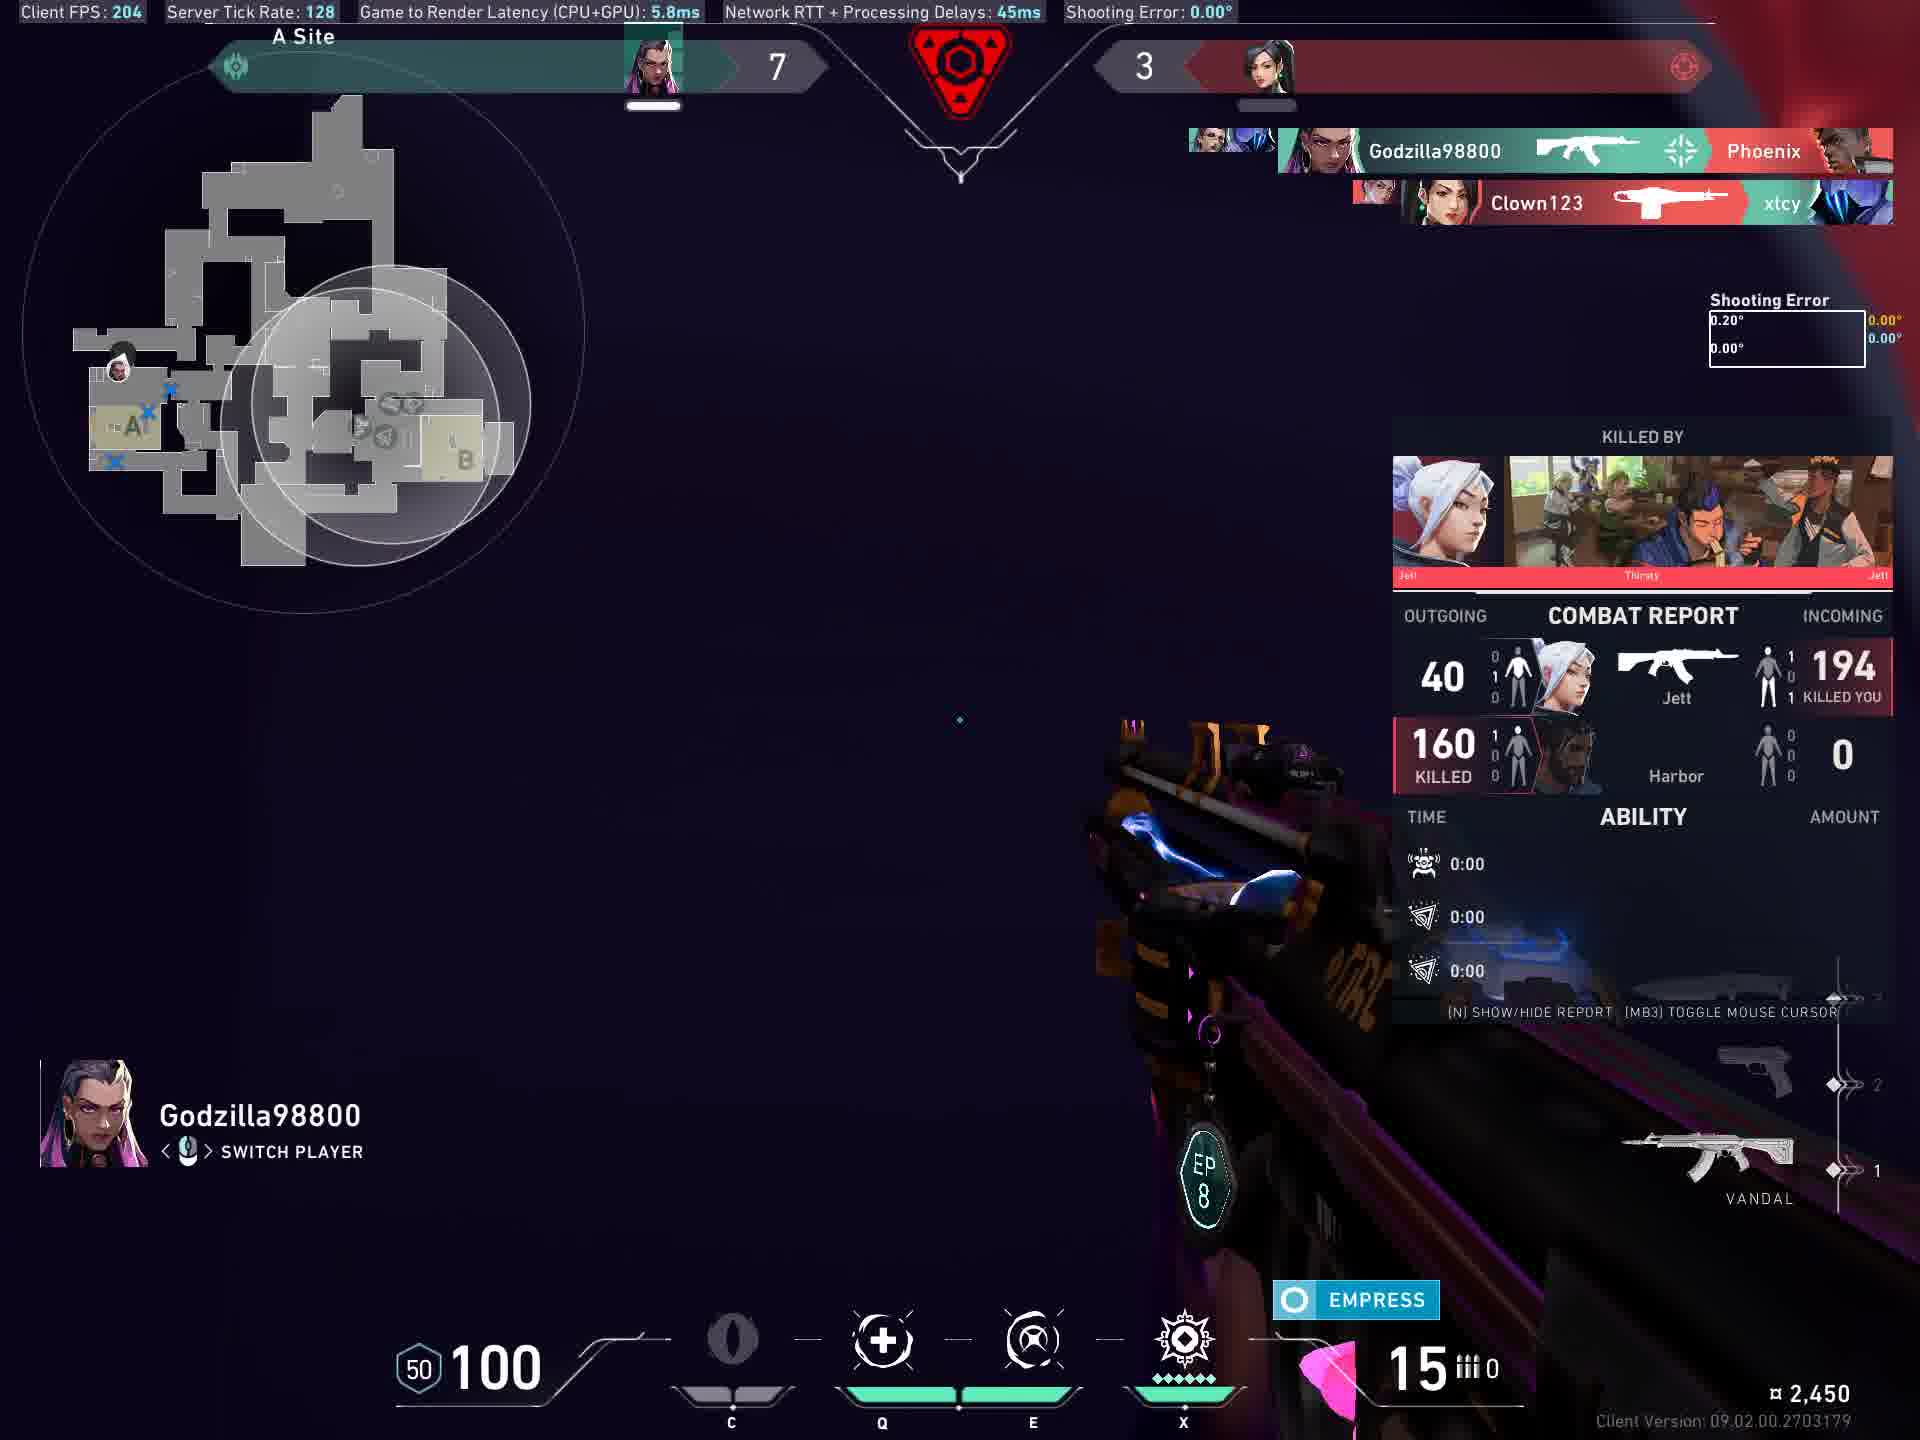 Client FPS: 204 Server Tick Rate: 128 Game to Render Latency (CPU+GPU): 5.8ms Network RTT + Processing Delays: 45ms Shooting Error: 0.00°
A Site
7
3
Godzilla98800 Phoenix
Clown123 xtcy
Shooting Error
0.20° 0.00°
0.00°
0.00°
A
B
KILLED BY
Jett Thirsty Jett
OUTGOING COMBAT REPORT INCOMING
40 0 1 0 Jett 1 0 1 194 KILLED YOU
160 KILLED 1 0 0 Harbor 0 0 0 0
TIME ABILITY AMOUNT
0:00
0:00
0:00
[N] SHOW/HIDE REPORT [MB3] TOGGLE MOUSE CURSOR
2
1
VANDAL
Godzilla98800
< > SWITCH PLAYER
EP
8
EMPRESS
50 100
C Q E X
15 0
¤ 2,450
Client Version: 09.02.00.2703179